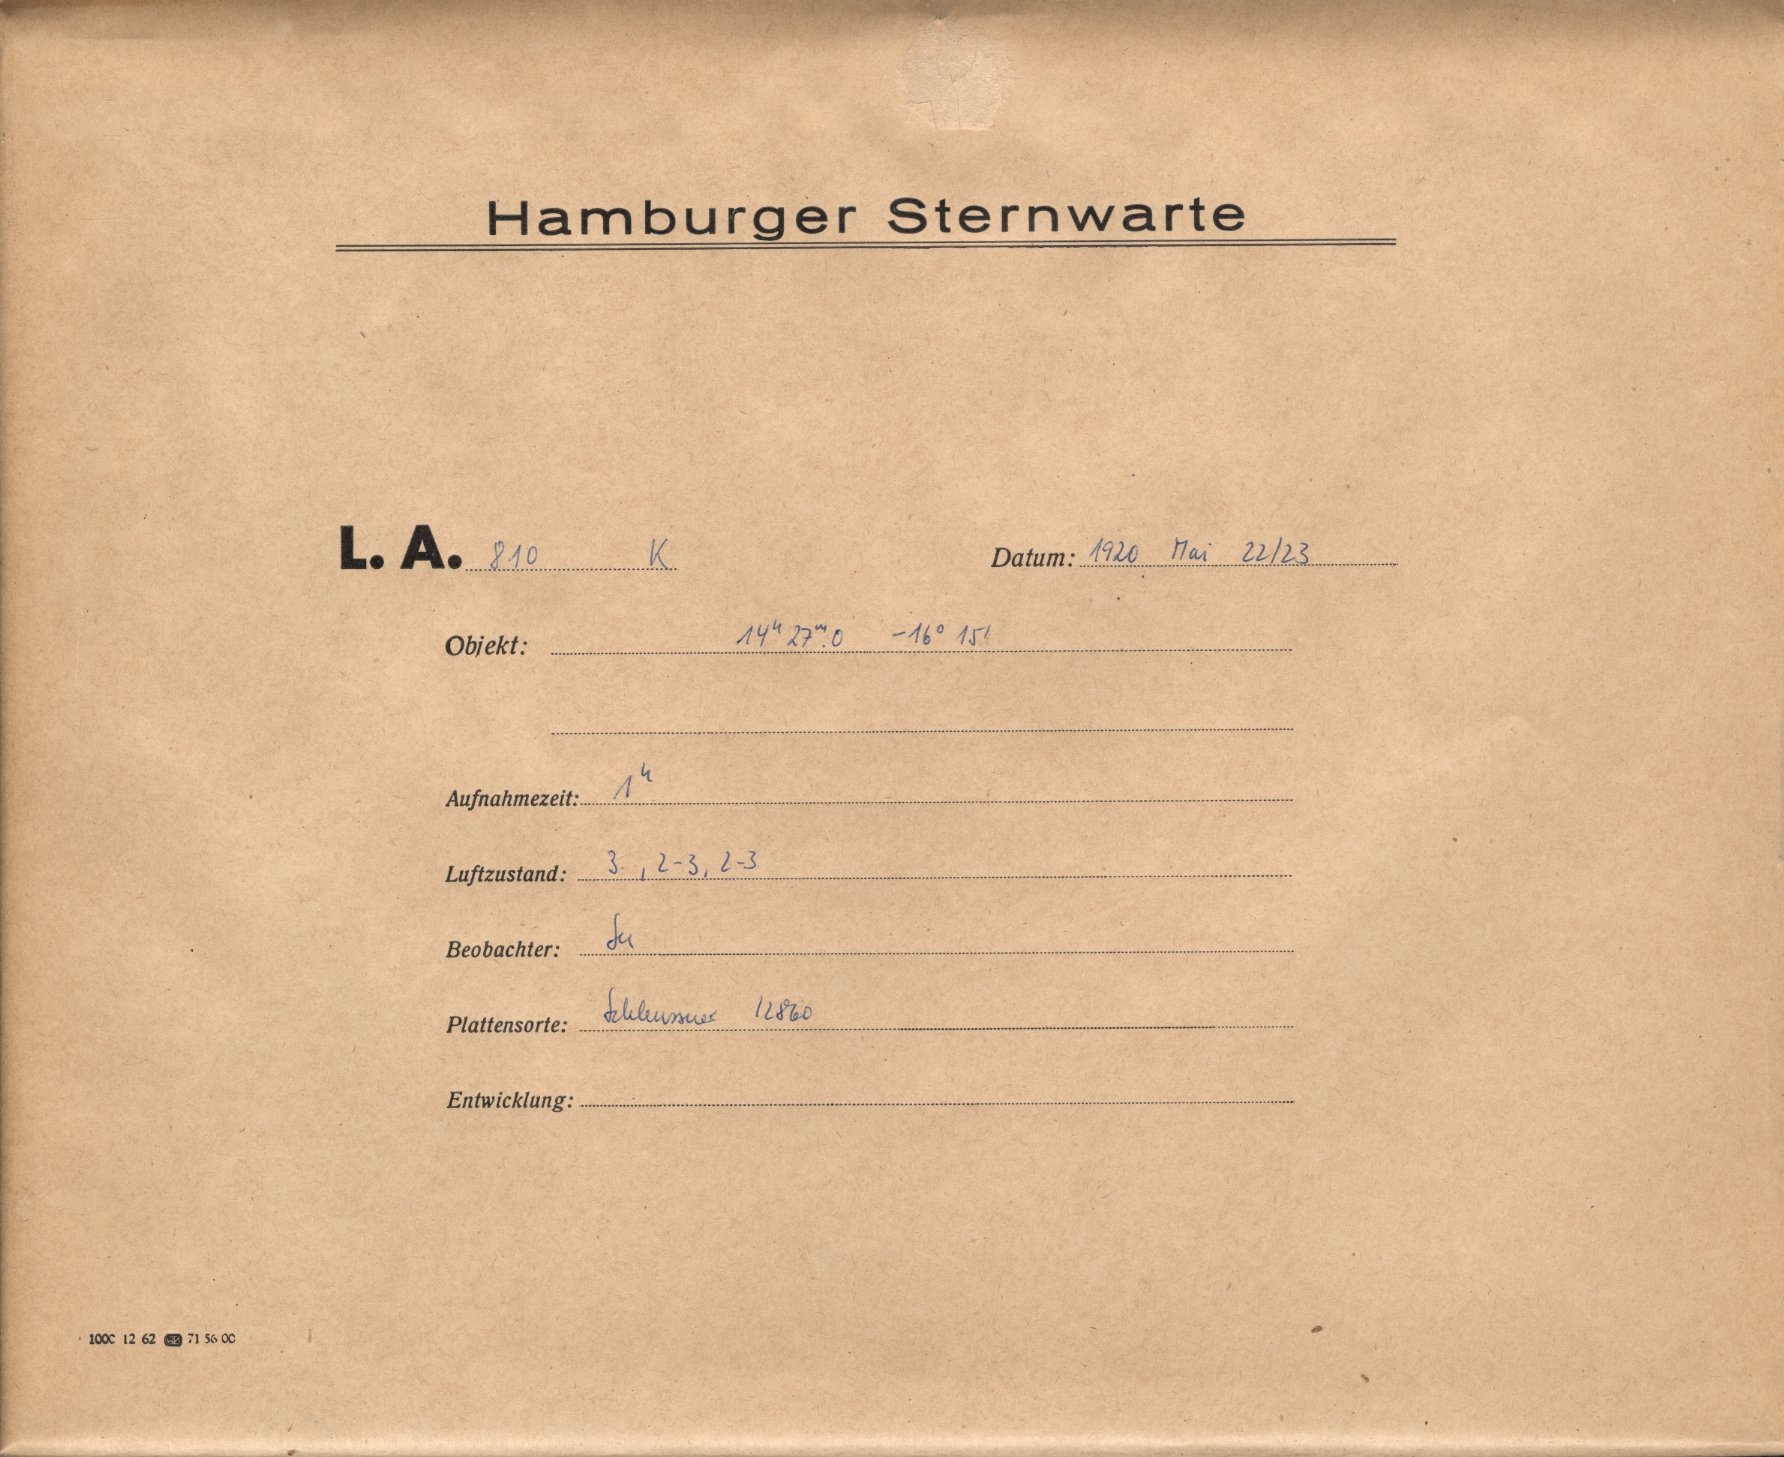 Hamburger Sternwarte
L. A. 810 K Datum: 1920 Mai 22/23
Objekt: 14ʰ 27ᵐ.0 -16° 15'
Aufnahmezeit: 1ʰ
Luftzustand: 3 , 2-3, 2-3
Beobachter:
Plattensorte: Schleussner 12860
Entwicklung:
1000 12 62 71 56 00